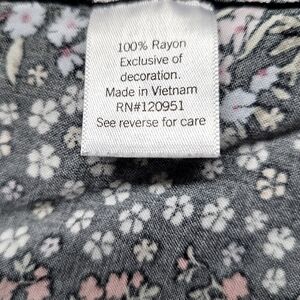 100% Rayon
Exclusive of
decoration.
Made in Vietnam
RN#120951
See reverse for care